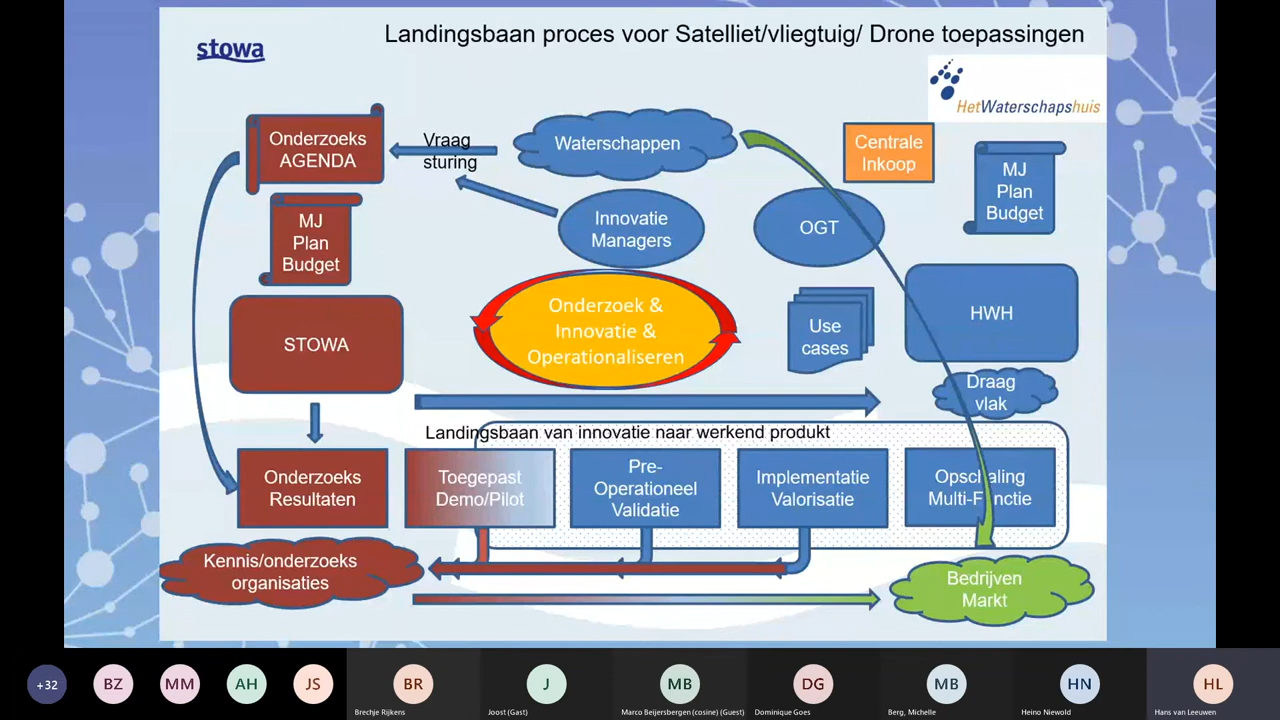 Landingsbaan proces voor Satelliet/vliegtuig/ Drone toepassingen
stowa
HetWaterschapshuis
Onderzoeks
AGENDA
Vraag
sturing
Waterschappen
Centrale
Inkoop
MJ
Plan
Budget
MJ
Plan
Budget
Innovatie
Managers
OGT
STOWA
Onderzoek &
Innovatie &
Operationaliseren
Use
cases
HWH
Draag
vlak
Landingsbaan van innovatie naar werkend produkt
Onderzoeks
Resultaten
Toegepast
Demo/Pilot
Pre-
Operationeel
Validatie
Implementatie
Valorisatie
Opschaling
Multi-Functie
Kennis/onderzoeks
organisaties
Bedrijven
Markt
+32
BZ
MM
AH
JS
BR
J
MB
DG
MB
HN
HL
Brechje Rijkens
Joost (Gast)
Marco Beijersbergen (cosine) (Guest)
Dominique Goes
Berg, Michelle
Heino Niewold
Hans van Leeuwen